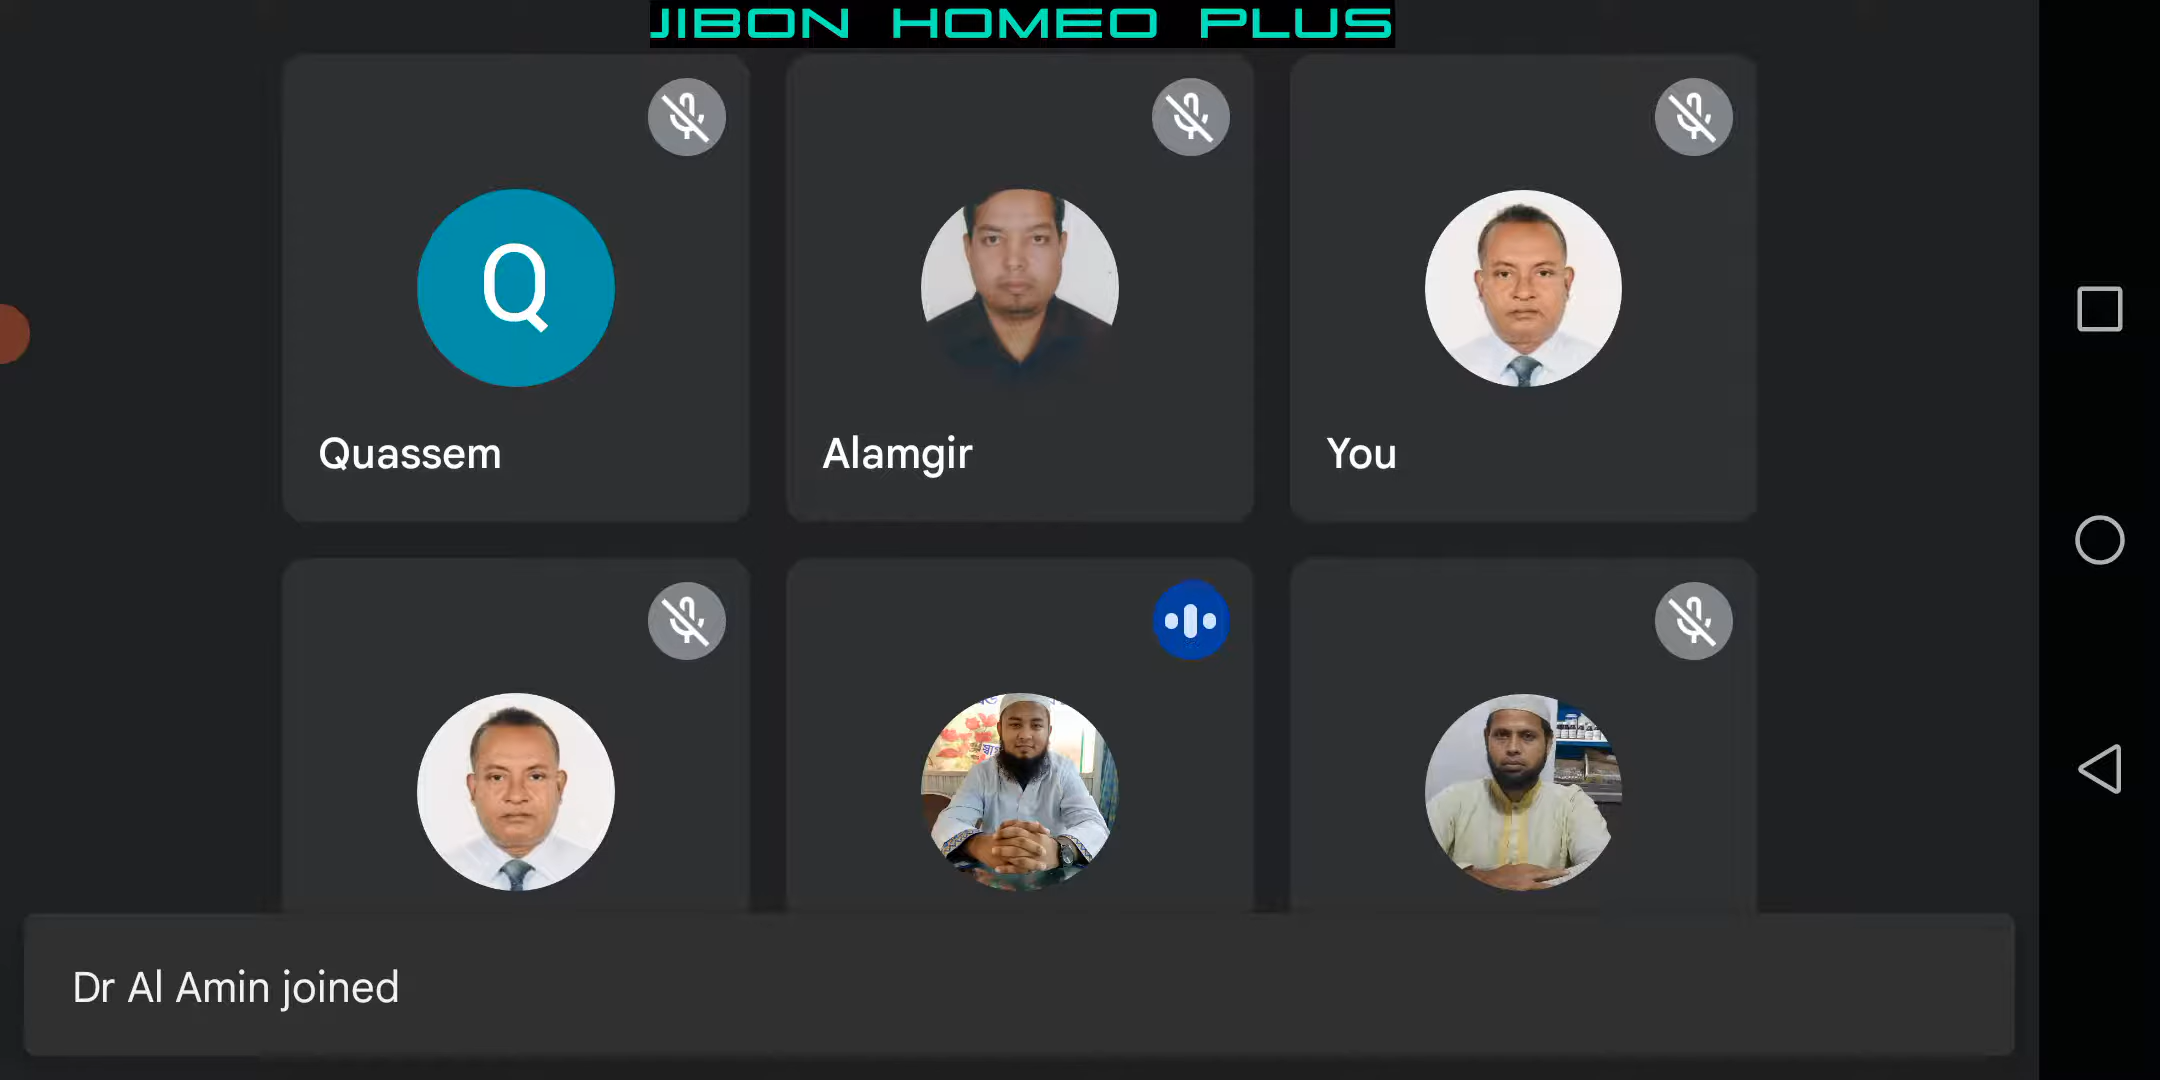 JIBON HOMEO PLUS
Q
Quassem
Alamgir
You
Dr Al Amin joined